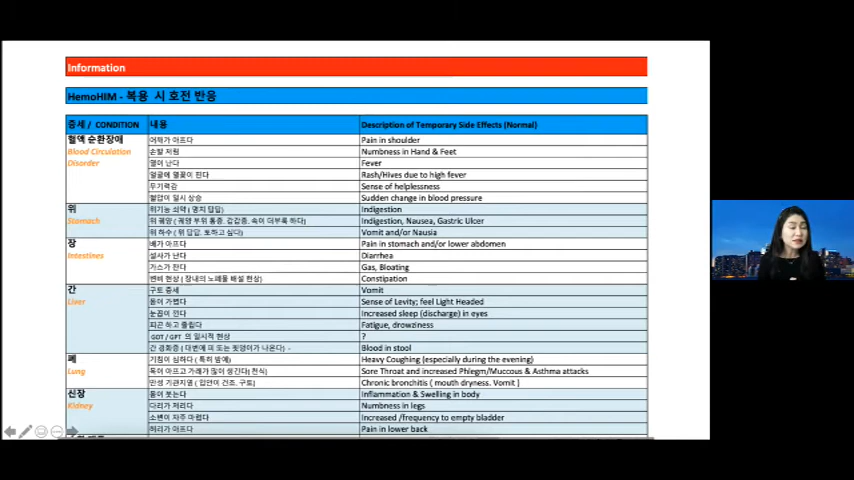 Information
HemoHIM - 복용 시 호전 반응
증세 / CONDITION 내용 Description of Temporary Side Effects (Normal)
혈액 순환장애 어깨가 아프다 Pain in shoulder
Blood Circulation 손발 저림 Numbness in Hand & Feet
Disorder 열이 난다 Fever
얼굴에 열꽃이 핀다 Rash/Hives due to high fever
무기력감 Sense of helplessness
혈압이 일시 상승 Sudden change in blood pressure
위 위기능 쇠약 ( 명치 답답) Indigestion
Stomach 위 궤양 ( 궤양 부위 통증, 갑갑증, 속이 더부룩 하다) Indigestion, Nausea, Gastric Ulcer
위 하수 ( 위 답답, 토하고 싶다) Vomit and/or Nausia
장 배가 아프다 Pain in stomach and/or lower abdomen
Intestines 설사가 난다 Diarrhea
가스가 찬다 Gas, Bloating
변비 현상 ( 장내의 노폐물 배설 현상) Constipation
간 구토 증세 Vomit
Liver 몸이 가볍다 Sense of Levity; feel Light Headed
눈꼽이 낀다 Increased sleep (discharge) in eyes
피곤 하고 졸립다 Fatigue, drowziness
GOT / GPT 의 일시적 현상 ?
간 경화증 ( 대변에 피 또는 핏덩이가 나온다) - Blood in stool
폐 기침이 심하다 ( 특히 밤에) Heavy Coughing (especially during the evening)
Lung 목이 아프고 가래가 많이 생긴다( 천식) Sore Throat and increased Phlegm/Muccous & Asthma attacks
만성 기관지염 ( 입안이 건조, 구토) Chronic bronchitis ( mouth dryness. Vomit )
신장 몸이 붓는다 Inflammation & Swelling in body
Kidney 다리가 저리다 Numbness in legs
소변이 자주 마렵다 Increased /frequency to empty bladder
허리가 아프다 Pain in lower back